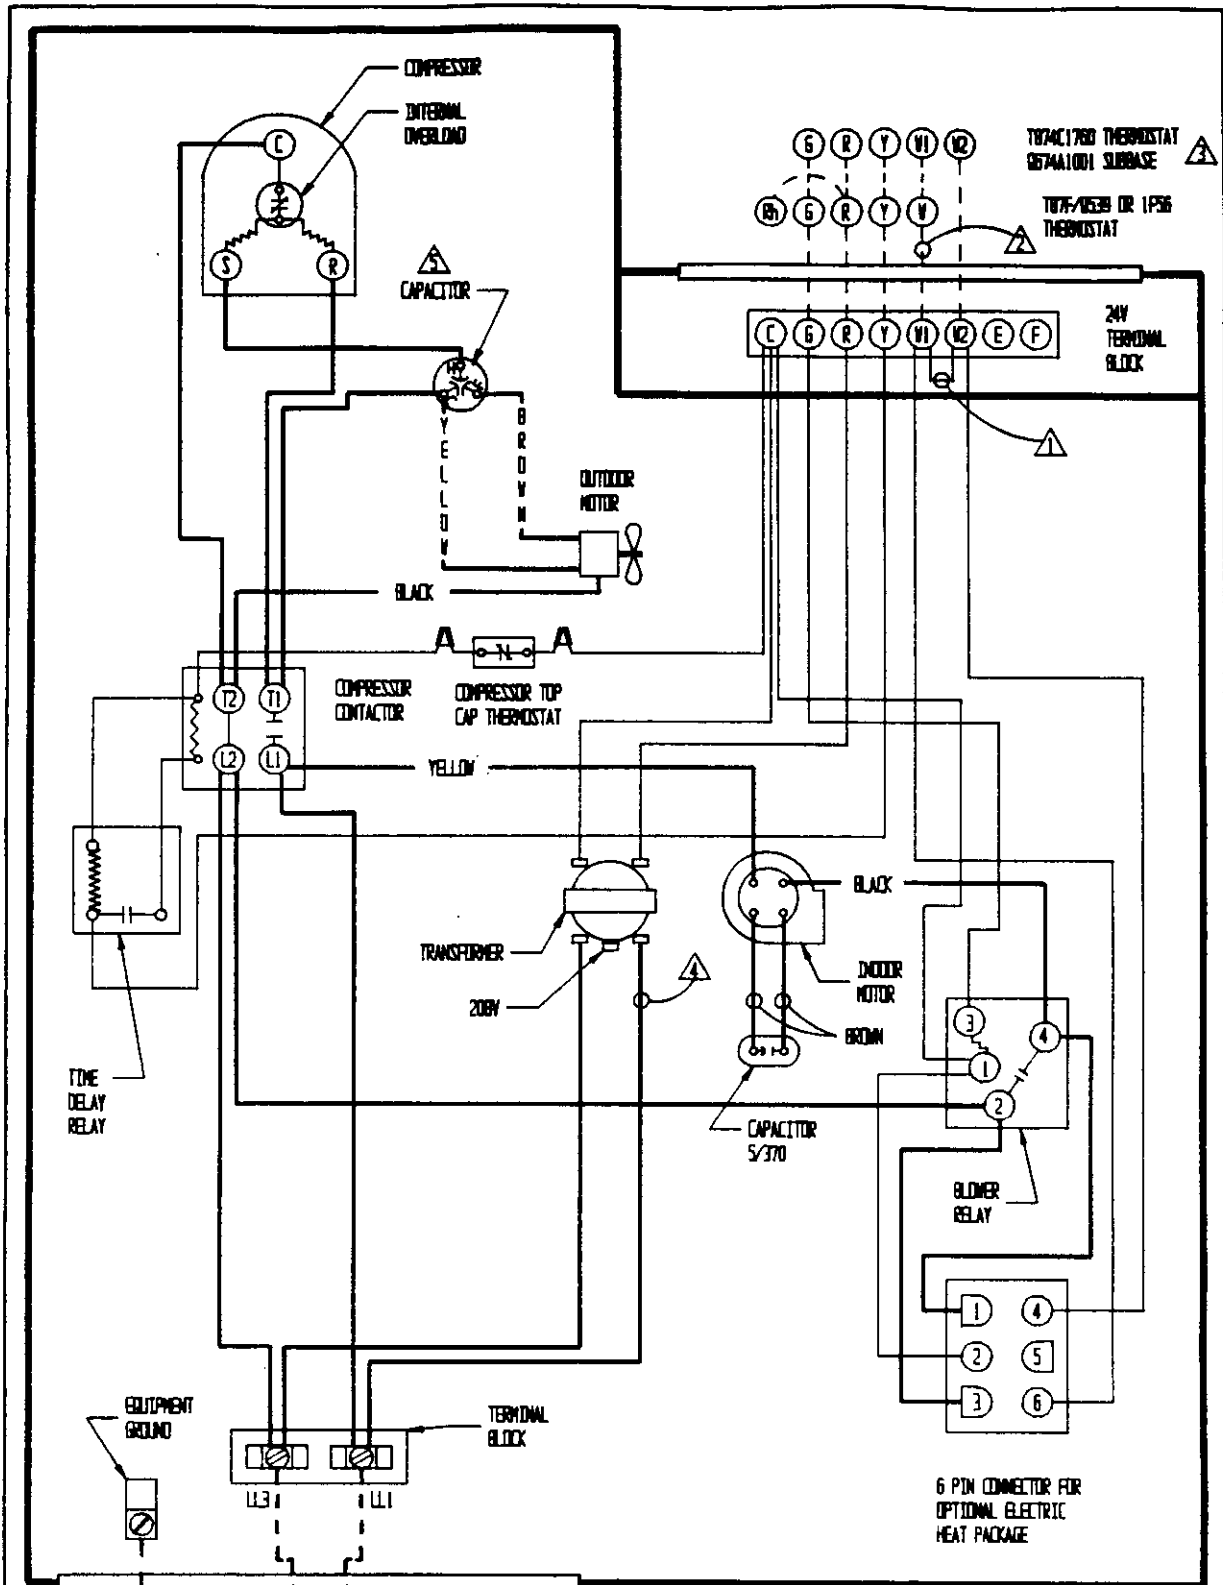 COMPRESSOR
INTERNAL
OVERLOAD
C
S
R
5
CAPACITOR
H
YELLOW
BROWN
OUTDOOR
MOTOR
BLACK
G R Y W1 W2
T874C1760 THERMOSTAT
Q674A1001 SUBBASE
3
Rh G R Y W
T87F/Q539 OR 1F56
THERMOSTAT
2
C G R Y W1 W2 E F
24V
TERMINAL
BLOCK
1
T2 T1
L2 L1
COMPRESSOR
CONTACTOR
COMPRESSOR TOP
CAP THERMOSTAT
YELLOW
TRANSFORMER
208V
4
BLACK
INDOOR
MOTOR
BROWN
CAPACITOR
5/370
TIME
DELAY
RELAY
3
4
1
2
BLOWER
RELAY
1 4
2 5
3 6
6 PIN CONNECTOR FOR
OPTIONAL ELECTRIC
HEAT PACKAGE
EQUIPMENT
GROUND
TERMINAL
BLOCK
LL3
LL1